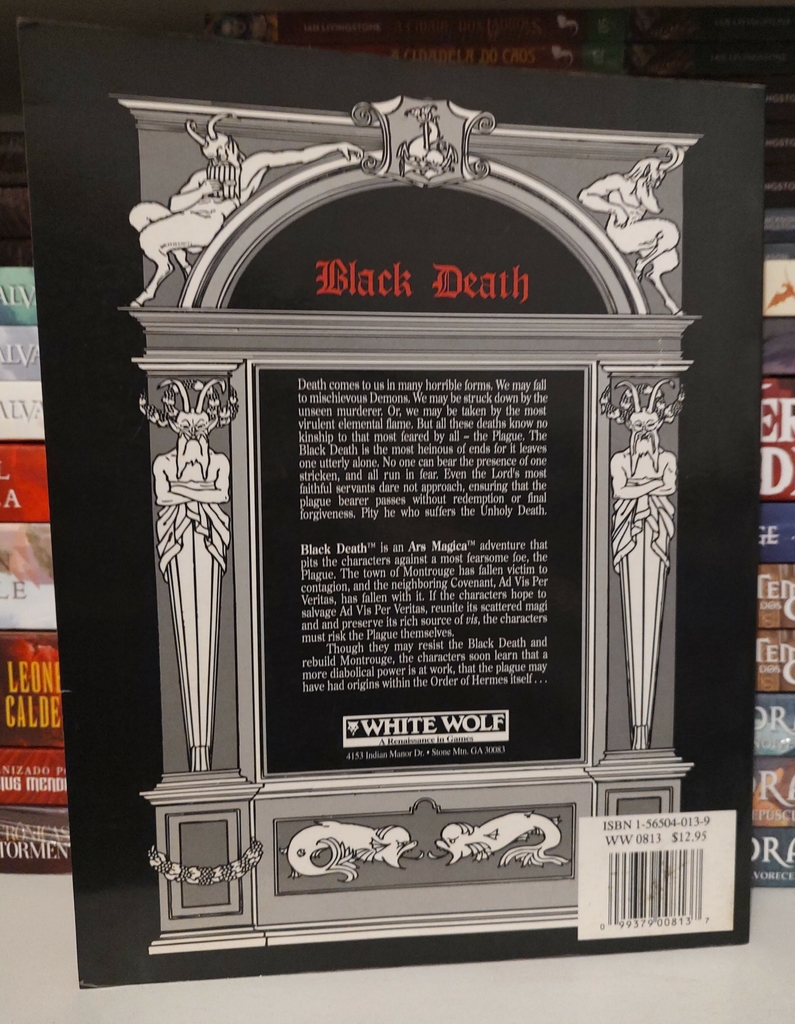 IAN LIVINGSTONE
A CIDADELA DO CAOS
Black Death
Death comes to us in many horrible forms. We may fall
to mischievous Demons. We may be struck down by the
unseen murderer. Or, we may be taken by the most
virulent elemental flame. But all these deaths know no
kinship to that most feared by all – the Plague. The
Black Death is the most heinous of ends for it leaves
one utterly alone. No one can bear the presence of one
stricken, and all run in fear. Even the Lord's most
faithful servants dare not approach, ensuring that the
plague bearer passes without redemption or final
forgiveness. Pity he who suffers the Unholy Death.
Black Death™ is an Ars Magica™ adventure that
pits the characters against a most fearsome foe, the
Plague. The town of Montrouge has fallen victim to
contagion, and the neighboring Covenant, Ad Vis Per
Veritas, has fallen with it. If the characters hope to
salvage Ad Vis Per Veritas, reunite its scattered magi
and and preserve its rich source of vis, the characters
must risk the Plague themselves.
Though they may resist the Black Death and
rebuild Montrouge, the characters soon learn that a
more diabolical power is at work, that the plague may
have had origins within the Order of Hermes itself . . .
WHITE WOLF
A Renaissance in Games
4153 Indian Manor Dr. • Stone Mtn. GA 30083
ISBN 1-56504-013-9
WW 0813 $12.95
0 99379 00813 7
LEON
CALDE
NIZADO P
IUS MEND
RÔNICAS
TORMEN